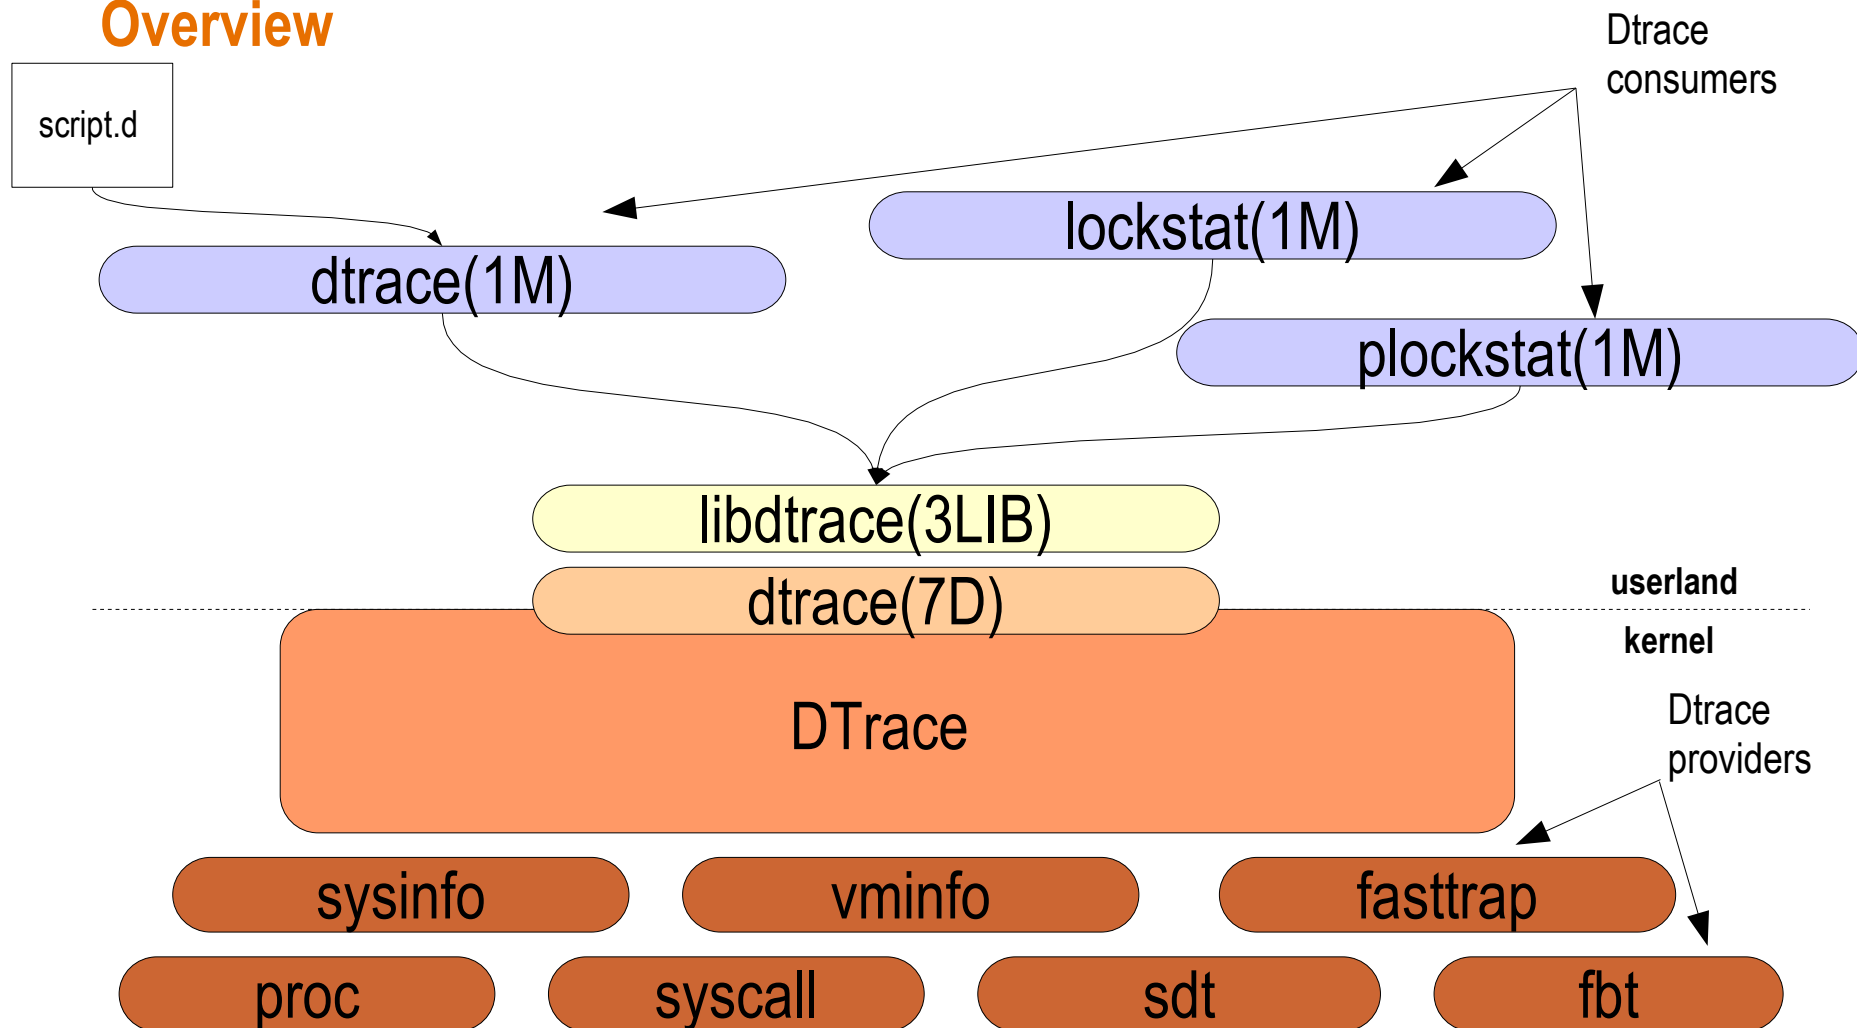 Overview
Dtrace
consumers
script.d
lockstat(1M)
dtrace(1M)
plockstat(1M)
libdtrace(3LIB)
dtrace(7D)
userland
kernel
DTrace
Dtrace
providers
sysinfo
vminfo
fasttrap
proc
syscall
sdt
fbt